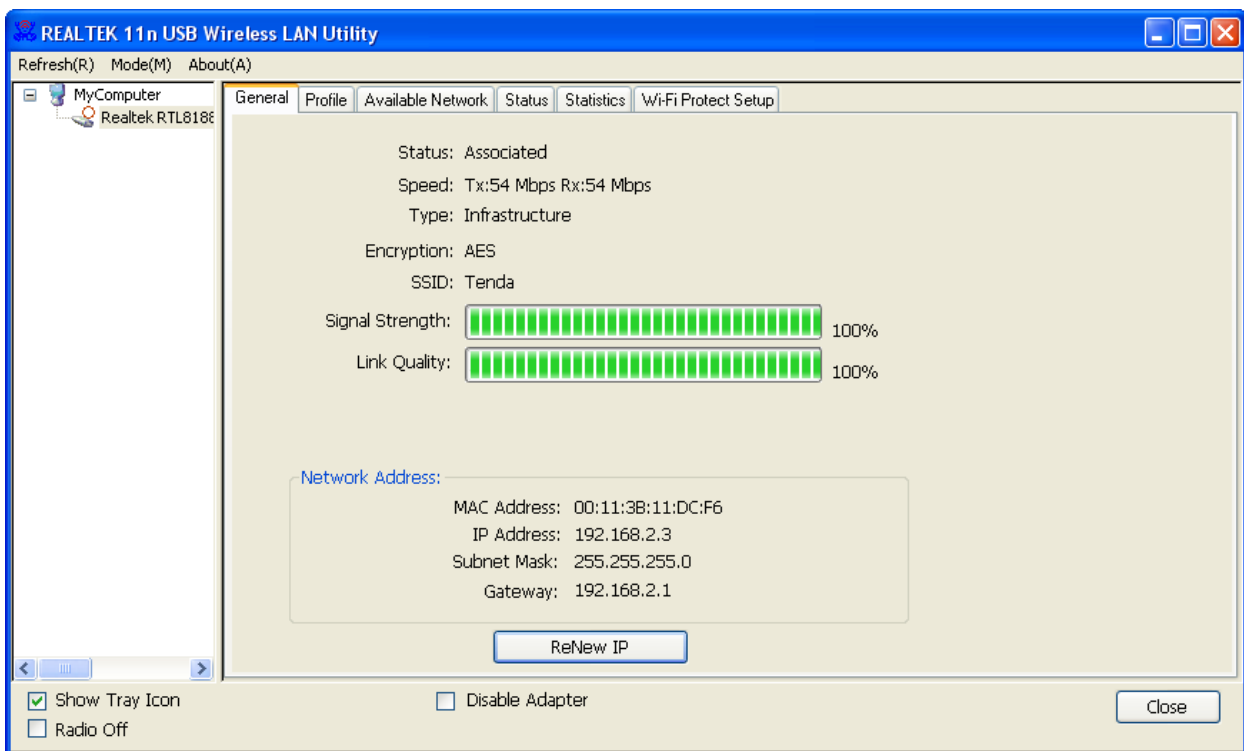 REALTEK 11n USB Wireless LAN Utility
Refresh(R) Mode(M) About(A)
MyComputer
Realtek RTL8188
General Profile Available Network Status Statistics Wi-Fi Protect Setup
Status: Associated
Speed: Tx:54 Mbps Rx:54 Mbps
Type: Infrastructure
Encryption: AES
SSID: Tenda
Signal Strength: 100%
Link Quality: 100%
Network Address:
MAC Address: 00:11:3B:11:DC:F6
IP Address: 192.168.2.3
Subnet Mask: 255.255.255.0
Gateway: 192.168.2.1
ReNew IP
Show Tray Icon
Radio Off
Disable Adapter
Close